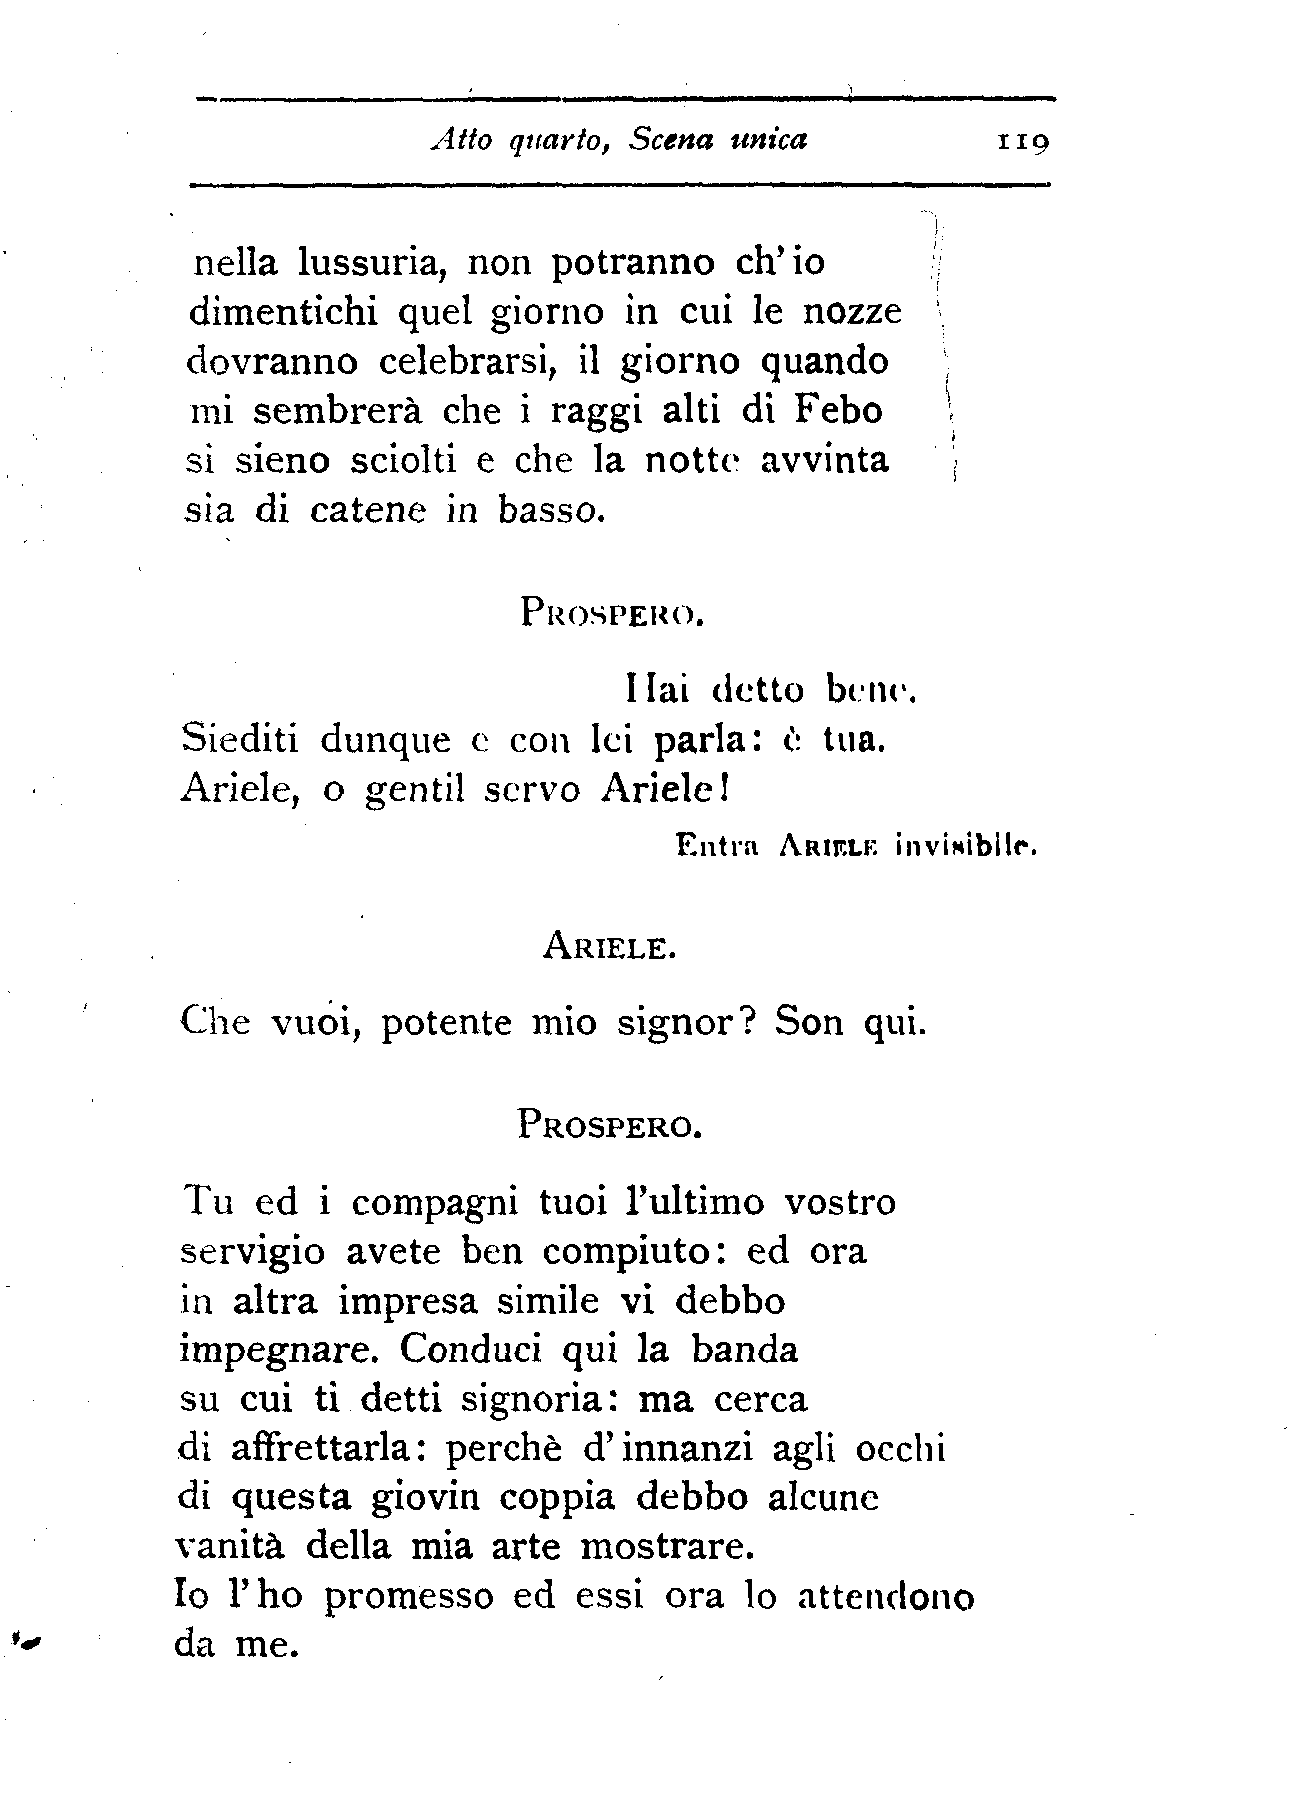 Atto quarto, Scena unica 119
nella lussuria, non potranno ch' io
dimentichi quel giorno in cui le nozze
dovranno celebrarsi, il giorno quando
mi sembrerà che i raggi alti di Febo
si sieno sciolti e che la notte avvinta
sia di catene in basso.
PROSPERO.
Hai detto bene.
Siediti dunque e con lei parla: è tua.
Ariele, o gentil servo Ariele!
Entra ARIELE invisibile.
ARIELE.
Che vuoi, potente mio signor? Son qui.
PROSPERO.
Tu ed i compagni tuoi l'ultimo vostro
servigio avete ben compiuto: ed ora
in altra impresa simile vi debbo
impegnare. Conduci qui la banda
su cui ti detti signoria: ma cerca
di affrettarla: perchè d' innanzi agli occhi
di questa giovin coppia debbo alcune
vanità della mia arte mostrare.
Io l' ho promesso ed essi ora lo attendono
da me.